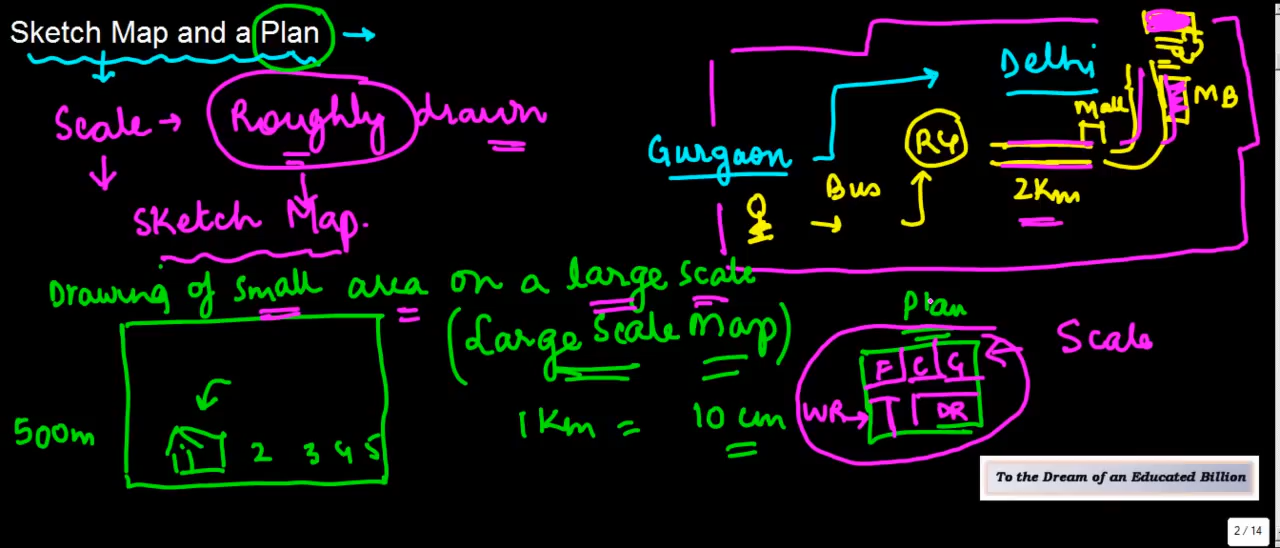 Sketch Map and a Plan
Scale → Roughly drawn
Sketch Map.
Gurgaon
Delhi
Bus
Mall
MB
2Km
Drawing of small area on a large scale
(Large Scale Map)
1 Km = 10 cm
500m
2 3 4 5
Plan
F C G
WR DR
Scale
To the Dream of an Educated Billion
2 / 14